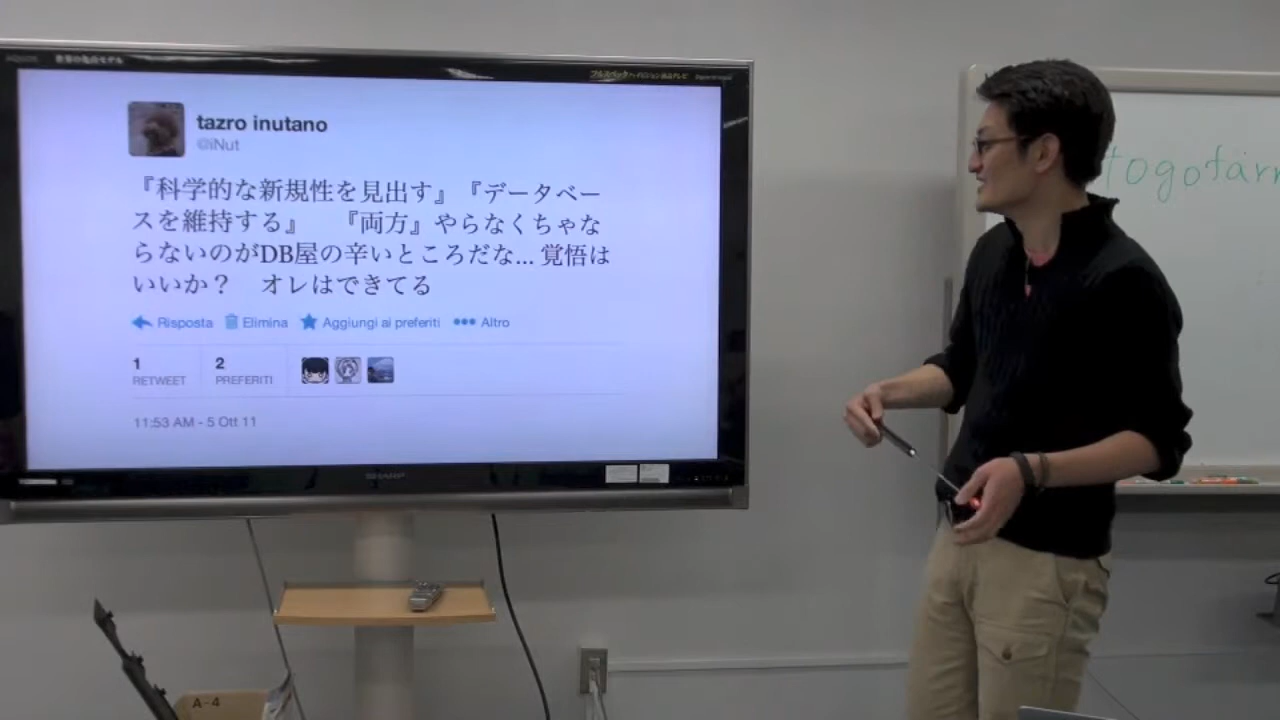 tazro inutano
@iNut
『科学的な新規性を見出す』『データベー
スを維持する』　『両方』やらなくちゃな
らないのがDB屋の辛いところだな... 覚悟は
いいか？　オレはできてる
Risposta Elimina Aggiungi ai preferiti ••• Altro
1 2
RETWEET PREFERITI
11:53 AM - 5 Ott 11
SHARP
togofarm
A-4